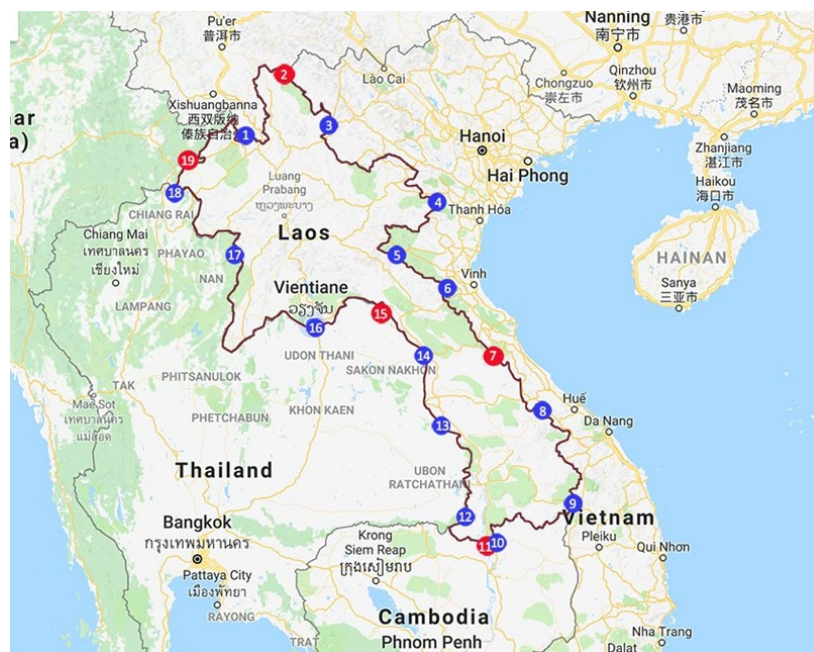 Pu'er
普洱市
Nanning
南宁市
贵港市
Lào Cai
Chongzuo
崇左市
Qinzhou
钦州市
Maoming
茂名市
2
Xishuangbanna
西双版纳
傣族自治
1
3
ar
a)
Hanoi
Hai Phong
Zhanjiang
湛江市
19
18
Luang
Prabang
ຫຼວງພະບາງ
4
Thanh Hóa
Haikou
海口市
CHIANG RAI
Chiang Mai
เทศบาลนคร
เชียงใหม่
PHAYAO
17
NAN
Laos
5
HAINAN
Sanya
三亚市
LAMPANG
Vientiane
ວຽງຈັນ
6
Vinh
15
16
UDON THANI
14
7
SAKON NAKHON
PHITSANULOK
TAK
Mae Sot
เทศบาลนคร
แม่สอด
PHETCHABUN
KHON KAEN
13
8
Huế
Da Nang
Thailand
UBON
RATCHATHANI
Bangkok
กรุงเทพมหานคร
12
9
Vietnam
Pleiku
Qui Nhon
Krong
Siem Reap
ក្រុងសៀមរាប
11
10
Pattaya City
เมืองพัทยา
RAYONG
TRAT
Cambodia
Phnom Penh
Nha Trang
Dalat